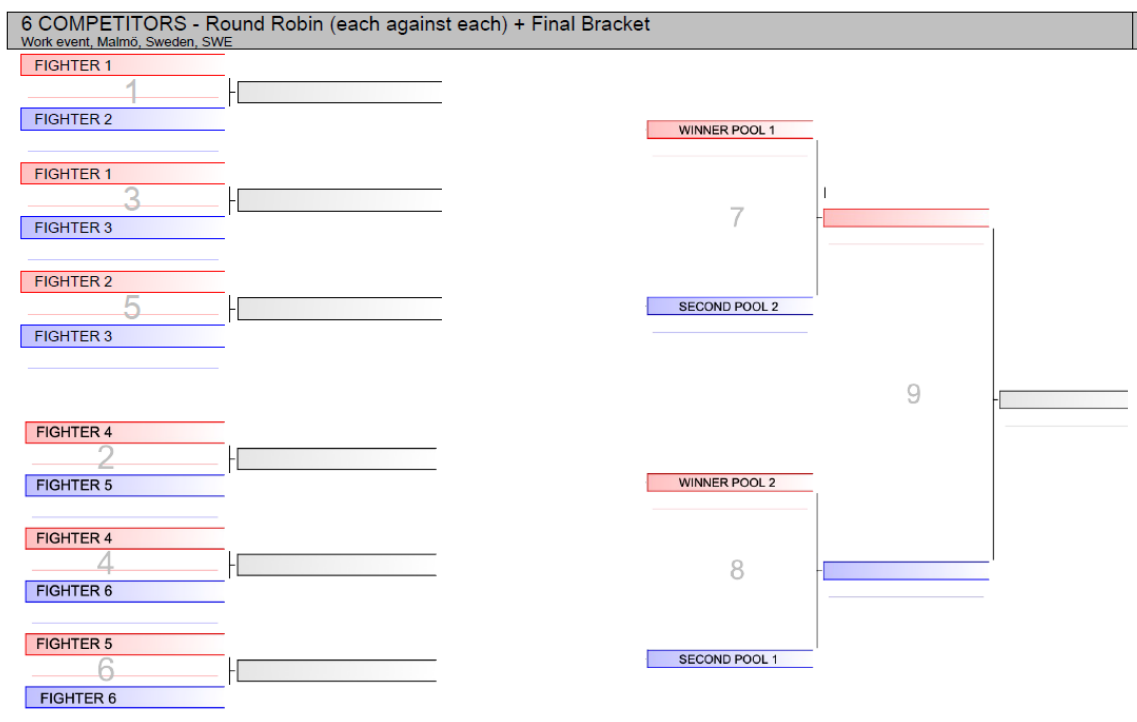 6 COMPETITORS - Round Robin (each against each) + Final Bracket
Work event, Malmö, Sweden, SWE
FIGHTER 1
1
FIGHTER 2
FIGHTER 1
3
FIGHTER 3
FIGHTER 2
5
FIGHTER 3
FIGHTER 4
2
FIGHTER 5
FIGHTER 4
4
FIGHTER 6
FIGHTER 5
6
FIGHTER 6
WINNER POOL 1
7
SECOND POOL 2
WINNER POOL 2
8
SECOND POOL 1
9